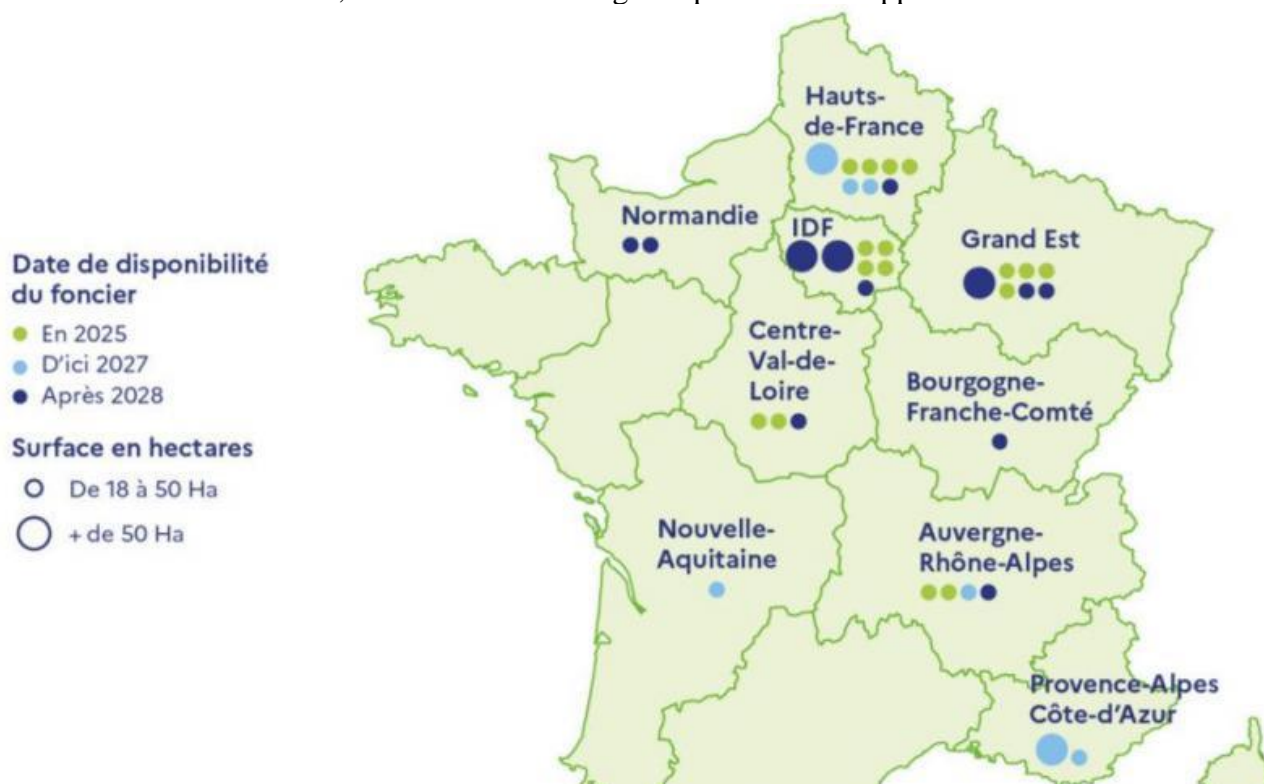 Hauts-
de-France
Normandie
IDF
Grand Est
Date de disponibilité
du foncier
En 2025
D'ici 2027
Après 2028
Surface en hectares
De 18 à 50 Ha
+ de 50 Ha
Centre-
Val-de-
Loire
Bourgogne-
Franche-Comté
Nouvelle-
Aquitaine
Auvergne-
Rhône-Alpes
Provence-Alpes
Côte-d'Azur